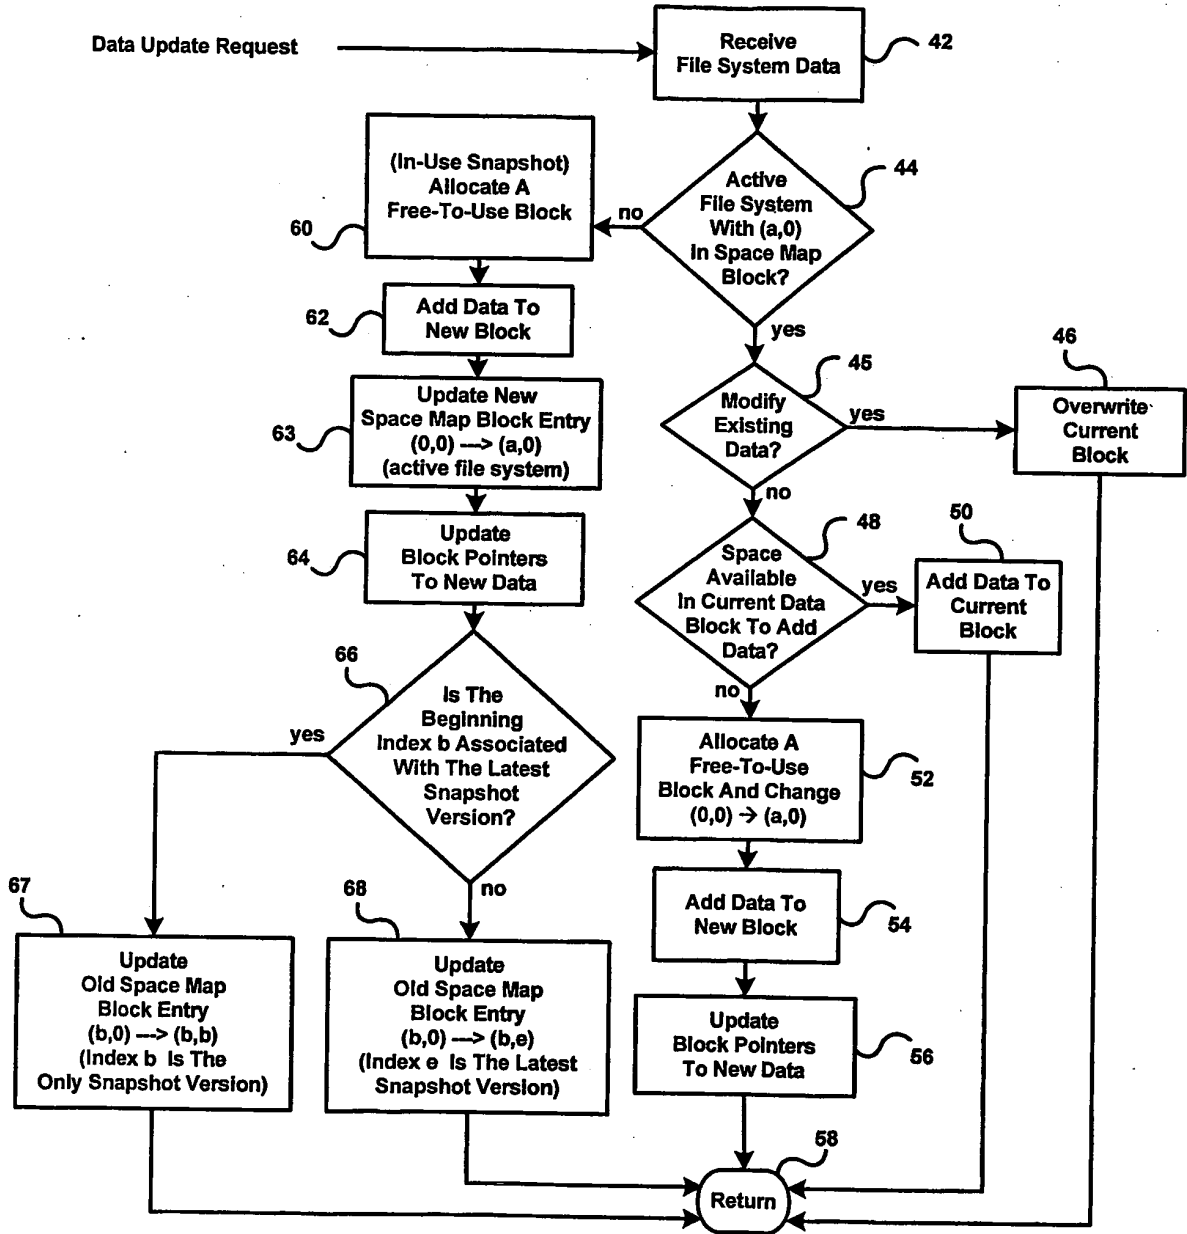 Data Update Request
Receive
File System Data
42
(In-Use Snapshot)
Allocate A
Free-To-Use Block
60
no
Active
File System
With (a,0)
In Space Map
Block?
44
yes
Add Data To
New Block
62
Modify
Existing
Data?
45
yes
no
Overwrite
Current
Block
46
Update New
Space Map Block Entry
(0,0) ---> (a,0)
(active file system)
63
Update
Block Pointers
To New Data
64
Space
Available
In Current Data
Block To Add
Data?
48
yes
no
Add Data To
Current
Block
50
Is The
Beginning
Index b Associated
With The Latest
Snapshot
Version?
66
yes
no
Allocate A
Free-To-Use
Block And Change
(0,0) → (a,0)
52
Add Data To
New Block
54
Update
Old Space Map
Block Entry
(b,0) ---> (b,b)
(Index b Is The
Only Snapshot Version)
67
Update
Old Space Map
Block Entry
(b,0) ---> (b,e)
(Index e Is The Latest
Snapshot Version)
68
Update
Block Pointers
To New Data
56
Return
58